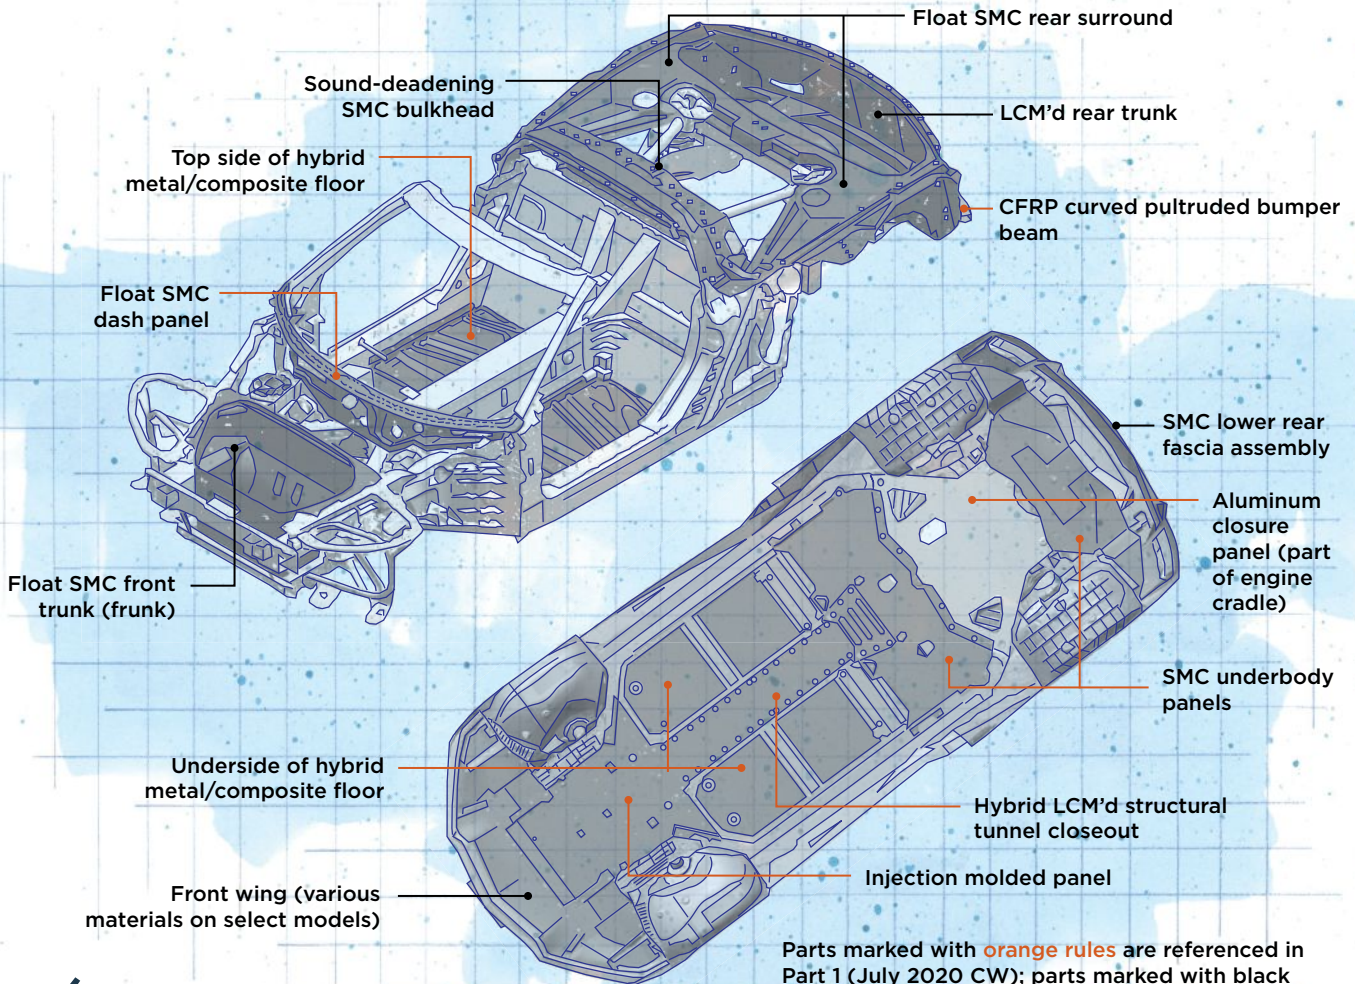 Float SMC rear surround
Sound-deadening
SMC bulkhead
LCM’d rear trunk
Top side of hybrid
metal/composite floor
CFRP curved pultruded bumper
beam
Float SMC
dash panel
SMC lower rear
fascia assembly
Aluminum
closure
panel (part
of engine
cradle)
Float SMC front
trunk (frunk)
SMC underbody
panels
Underside of hybrid
metal/composite floor
Hybrid LCM’d structural
tunnel closeout
Injection molded panel
Front wing (various
materials on select models)
Parts marked with orange rules are referenced in
Part 1 (July 2020 CW); parts marked with black